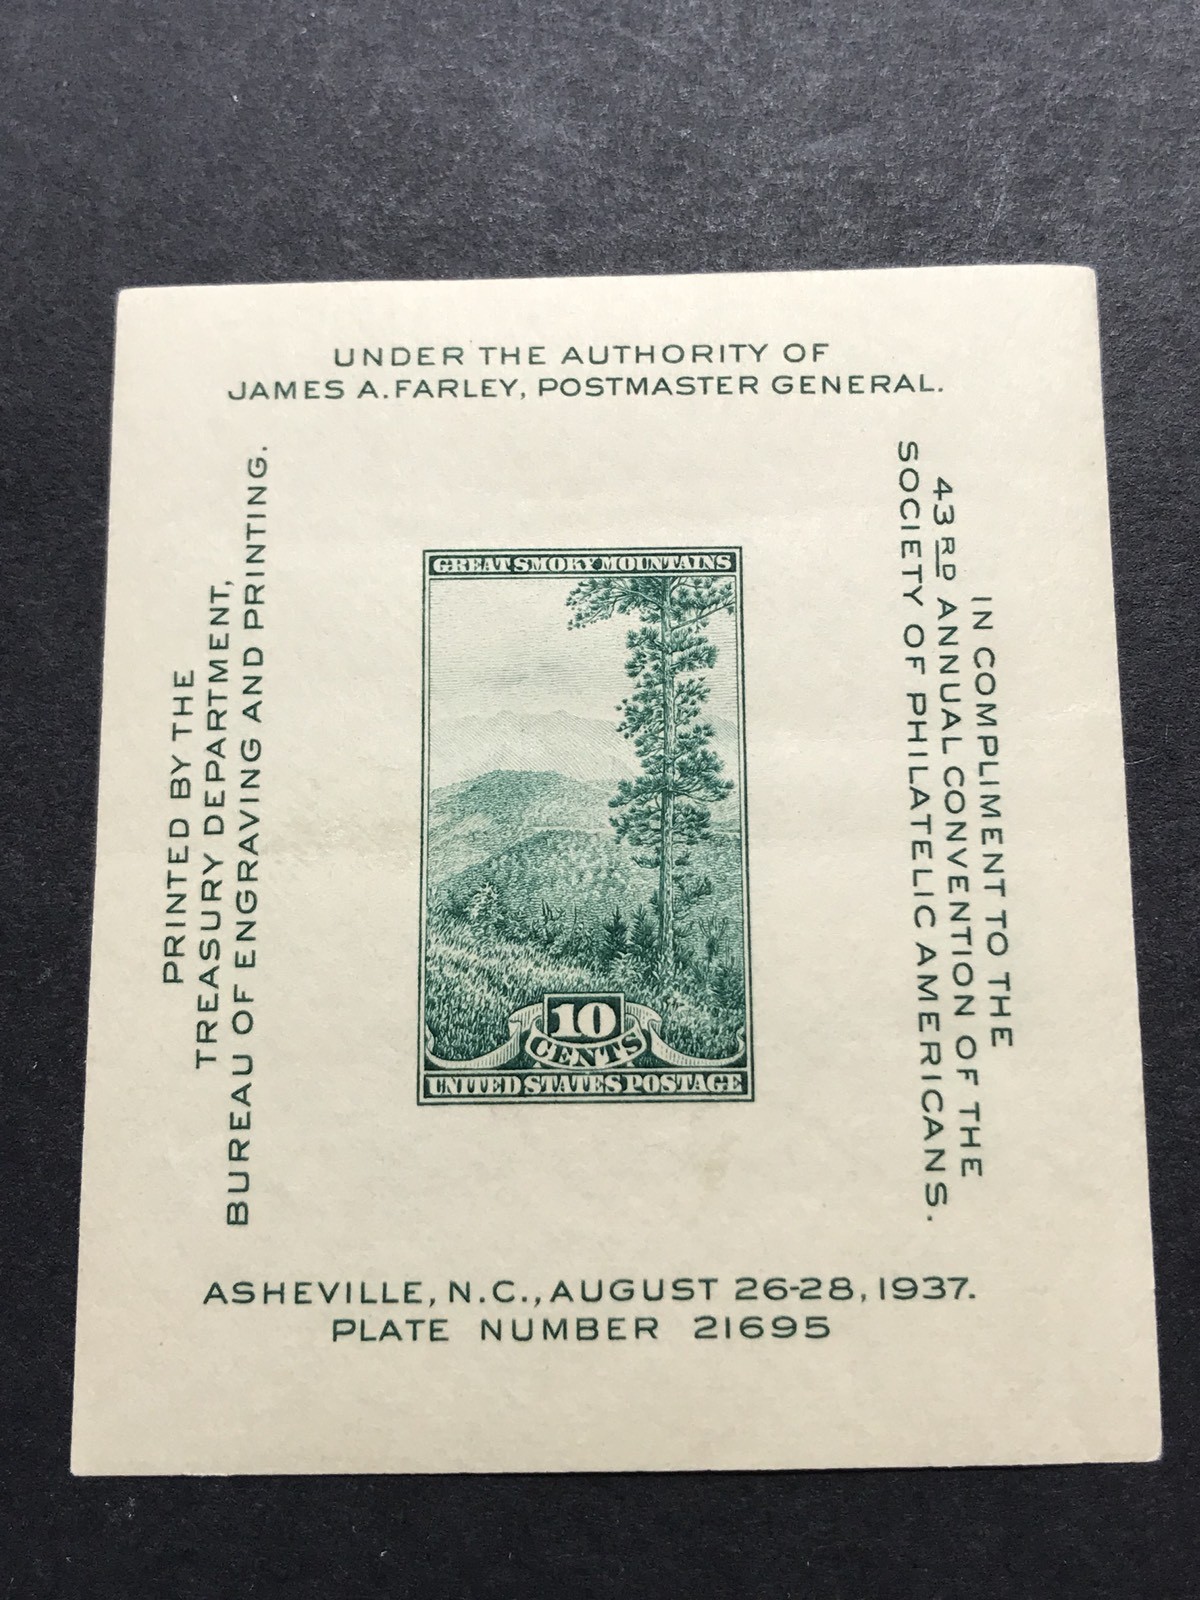 UNDER THE AUTHORITY OF
JAMES A. FARLEY, POSTMASTER GENERAL.
PRINTED BY THE
TREASURY DEPARTMENT,
BUREAU OF ENGRAVING AND PRINTING.
GREAT SMOKY MOUNTAINS
10
CENTS
UNITED STATES POSTAGE
IN COMPLIMENT TO THE
43RD ANNUAL CONVENTION OF THE
SOCIETY OF PHILATELIC AMERICANS.
ASHEVILLE, N.C., AUGUST 26-28, 1937.
PLATE NUMBER 21695